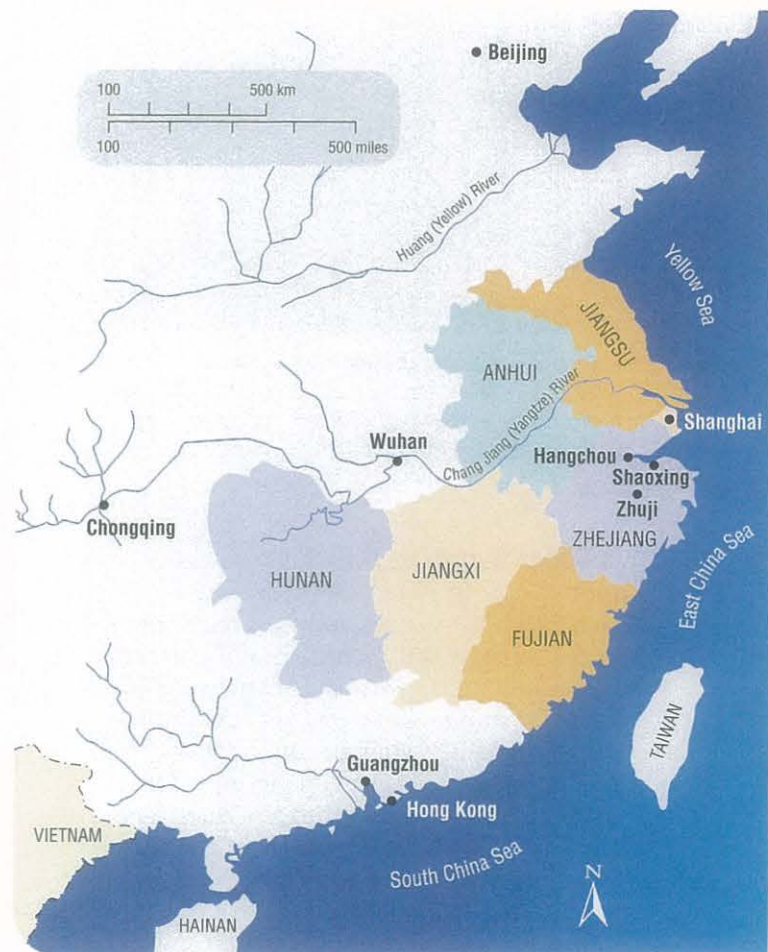 Beijing
100 500 km
100 500 miles
Huang (Yellow) River
Yellow Sea
JIANGSU
ANHUI
Chang Jiang (Yangtze) River
Shanghai
Wuhan
Hangchou
Shaoxing
Zhuji
Chongqing
ZHEJIANG
HUNAN
JIANGXI
East China Sea
FUJIAN
TAIWAN
Guangzhou
Hong Kong
VIETNAM
South China Sea
N
HAINAN